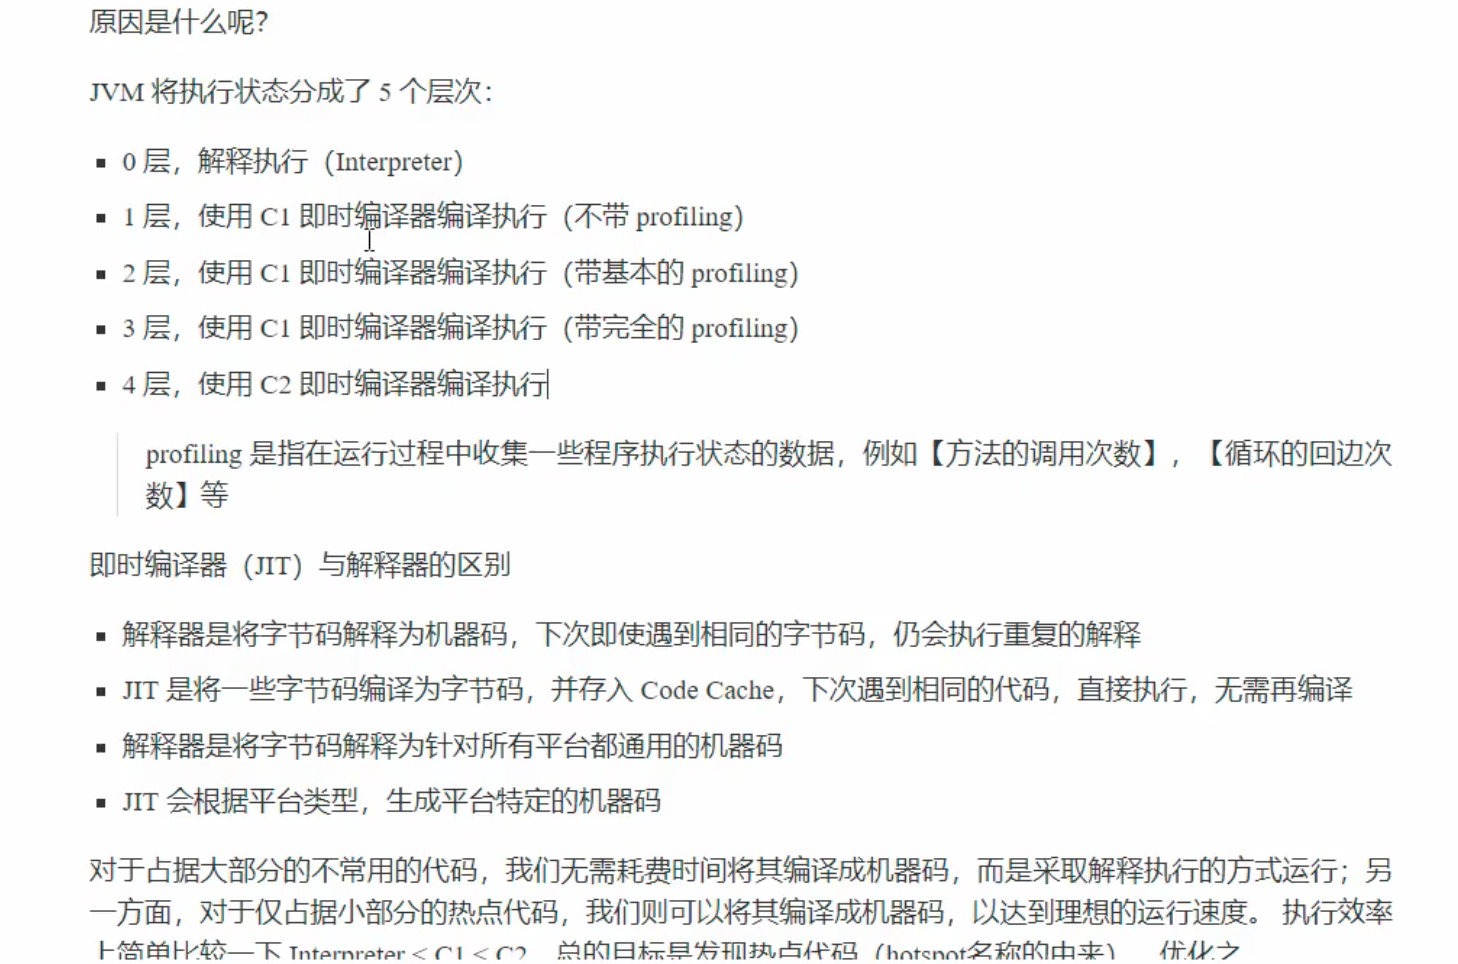 原因是什么呢？
JVM 将执行状态分成了 5 个层次：
▪ 0 层，解释执行（Interpreter）
▪ 1 层，使用 C1 即时编译器编译执行（不带 profiling）
▪ 2 层，使用 C1 即时编译器编译执行（带基本的 profiling）
▪ 3 层，使用 C1 即时编译器编译执行（带完全的 profiling）
▪ 4 层，使用 C2 即时编译器编译执行
profiling 是指在运行过程中收集一些程序执行状态的数据，例如【方法的调用次数】，【循环的回边次
数】等
即时编译器（JIT）与解释器的区别
▪ 解释器是将字节码解释为机器码，下次即使遇到相同的字节码，仍会执行重复的解释
▪ JIT 是将一些字节码编译为字节码，并存入 Code Cache，下次遇到相同的代码，直接执行，无需再编译
▪ 解释器是将字节码解释为针对所有平台都通用的机器码
▪ JIT 会根据平台类型，生成平台特定的机器码
对于占据大部分的不常用的代码，我们无需耗费时间将其编译成机器码，而是采取解释执行的方式运行；另
一方面，对于仅占据小部分的热点代码，我们则可以将其编译成机器码，以达到理想的运行速度。 执行效率
上简单比较一下 Interpreter < C1 < C2，总的目标是发现热点代码（hotspot名称的由来），优化之